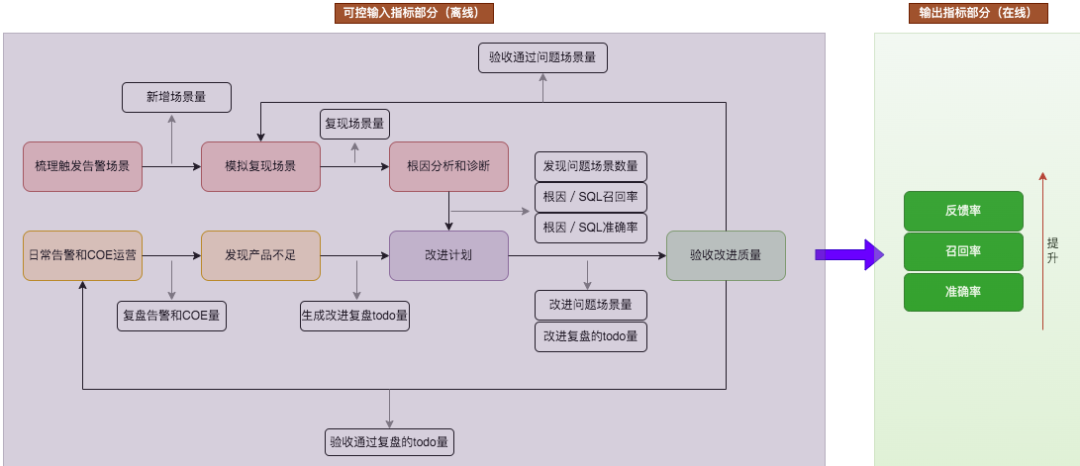 可控输入指标部分（离线）
输出指标部分（在线）
验收通过问题场景量
新增场景量
复现场景量
梳理触发告警场景
模拟复现场景
根因分析和诊断
发现问题场景数量
根因 / SQL召回率
根因 / SQL准确率
日常告警和COE运营
发现产品不足
改进计划
验收改进质量
复盘告警和COE量
生成改进复盘todo量
改进问题场景量
改进复盘的todo量
验收通过复盘的todo量
反馈率
召回率
准确率
提升